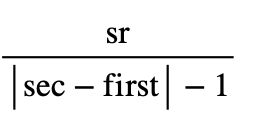 sr
|sec − first| − 1